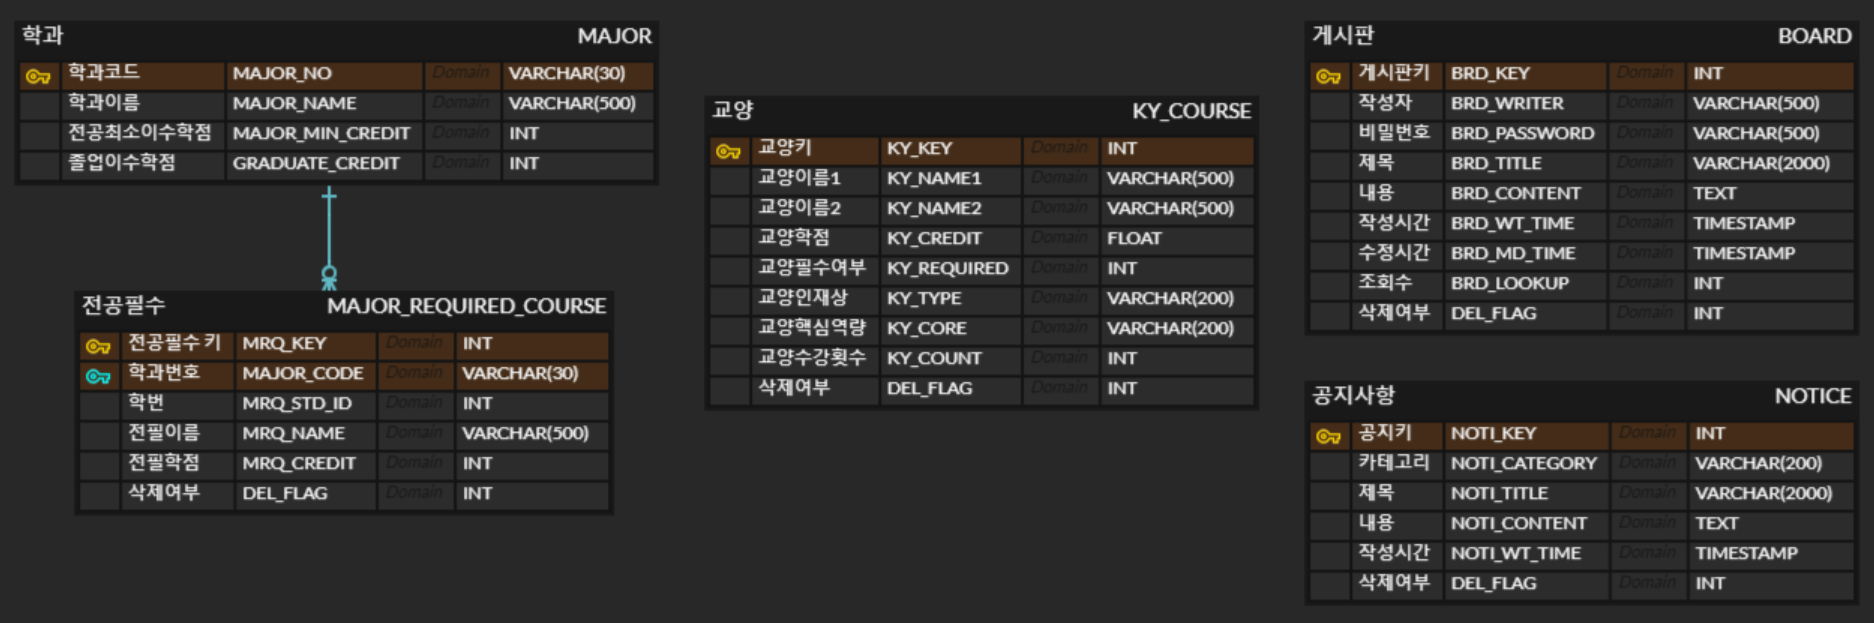 학과 MAJOR
학과코드 MAJOR_NO Domain VARCHAR(30)
학과이름 MAJOR_NAME Domain VARCHAR(500)
전공최소이수학점 MAJOR_MIN_CREDIT Domain INT
졸업이수학점 GRADUATE_CREDIT Domain INT
전공필수 MAJOR_REQUIRED_COURSE
전공필수 키 MRQ_KEY Domain INT
학과번호 MAJOR_CODE Domain VARCHAR(30)
학번 MRQ_STD_ID Domain INT
전필이름 MRQ_NAME Domain VARCHAR(500)
전필학점 MRQ_CREDIT Domain INT
삭제여부 DEL_FLAG Domain INT
교양 KY_COURSE
교양키 KY_KEY Domain INT
교양이름1 KY_NAME1 Domain VARCHAR(500)
교양이름2 KY_NAME2 Domain VARCHAR(500)
교양학점 KY_CREDIT Domain FLOAT
교양필수여부 KY_REQUIRED Domain INT
교양인재상 KY_TYPE Domain VARCHAR(200)
교양핵심역량 KY_CORE Domain VARCHAR(200)
교양수강횟수 KY_COUNT Domain INT
삭제여부 DEL_FLAG Domain INT
게시판 BOARD
게시판키 BRD_KEY Domain INT
작성자 BRD_WRITER Domain VARCHAR(500)
비밀번호 BRD_PASSWORD Domain VARCHAR(500)
제목 BRD_TITLE Domain VARCHAR(2000)
내용 BRD_CONTENT Domain TEXT
작성시간 BRD_WT_TIME Domain TIMESTAMP
수정시간 BRD_MD_TIME Domain TIMESTAMP
조회수 BRD_LOOKUP Domain INT
삭제여부 DEL_FLAG Domain INT
공지사항 NOTICE
공지키 NOTI_KEY Domain INT
카테고리 NOTI_CATEGORY Domain VARCHAR(200)
제목 NOTI_TITLE Domain VARCHAR(2000)
내용 NOTI_CONTENT Domain TEXT
작성시간 NOTI_WT_TIME Domain TIMESTAMP
삭제여부 DEL_FLAG Domain INT